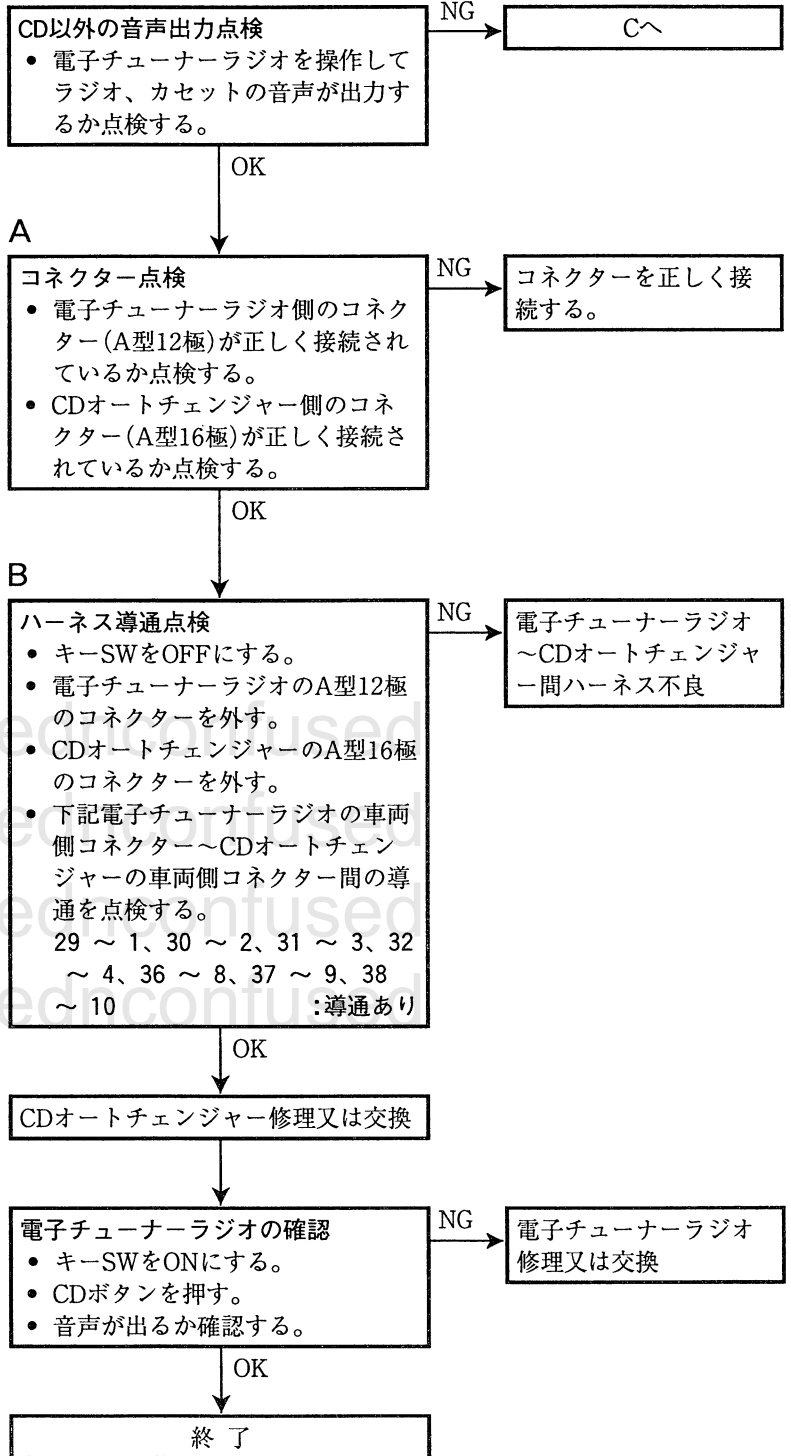 CD以外の音声出力点検
• 電子チューナーラジオを操作して
ラジオ、カセットの音声が出力す
るか点検する。
NG
Cへ
OK
A
コネクター点検
• 電子チューナーラジオ側のコネク
ター(A型12極)が正しく接続され
ているか点検する。
• CDオートチェンジャー側のコネ
クター(A型16極)が正しく接続さ
れているか点検する。
NG
コネクターを正しく接
続する。
OK
B
ハーネス導通点検
• キーSWをOFFにする。
• 電子チューナーラジオのA型12極
のコネクターを外す。
• CDオートチェンジャーのA型16極
のコネクターを外す。
• 下記電子チューナーラジオの車両
側コネクター〜CDオートチェン
ジャーの車両側コネクター間の導
通を点検する。
29 〜 1、30 〜 2、31 〜 3、32
〜 4、36 〜 8、37 〜 9、38
〜 10 :導通あり
NG
電子チューナーラジオ
〜CDオートチェンジャ
ー間ハーネス不良
ednconfused
ednconfused
ednconfused
ednconfused
OK
CDオートチェンジャー修理又は交換
電子チューナーラジオの確認
• キーSWをONにする。
• CDボタンを押す。
• 音声が出るか確認する。
NG
電子チューナーラジオ
修理又は交換
OK
終 了